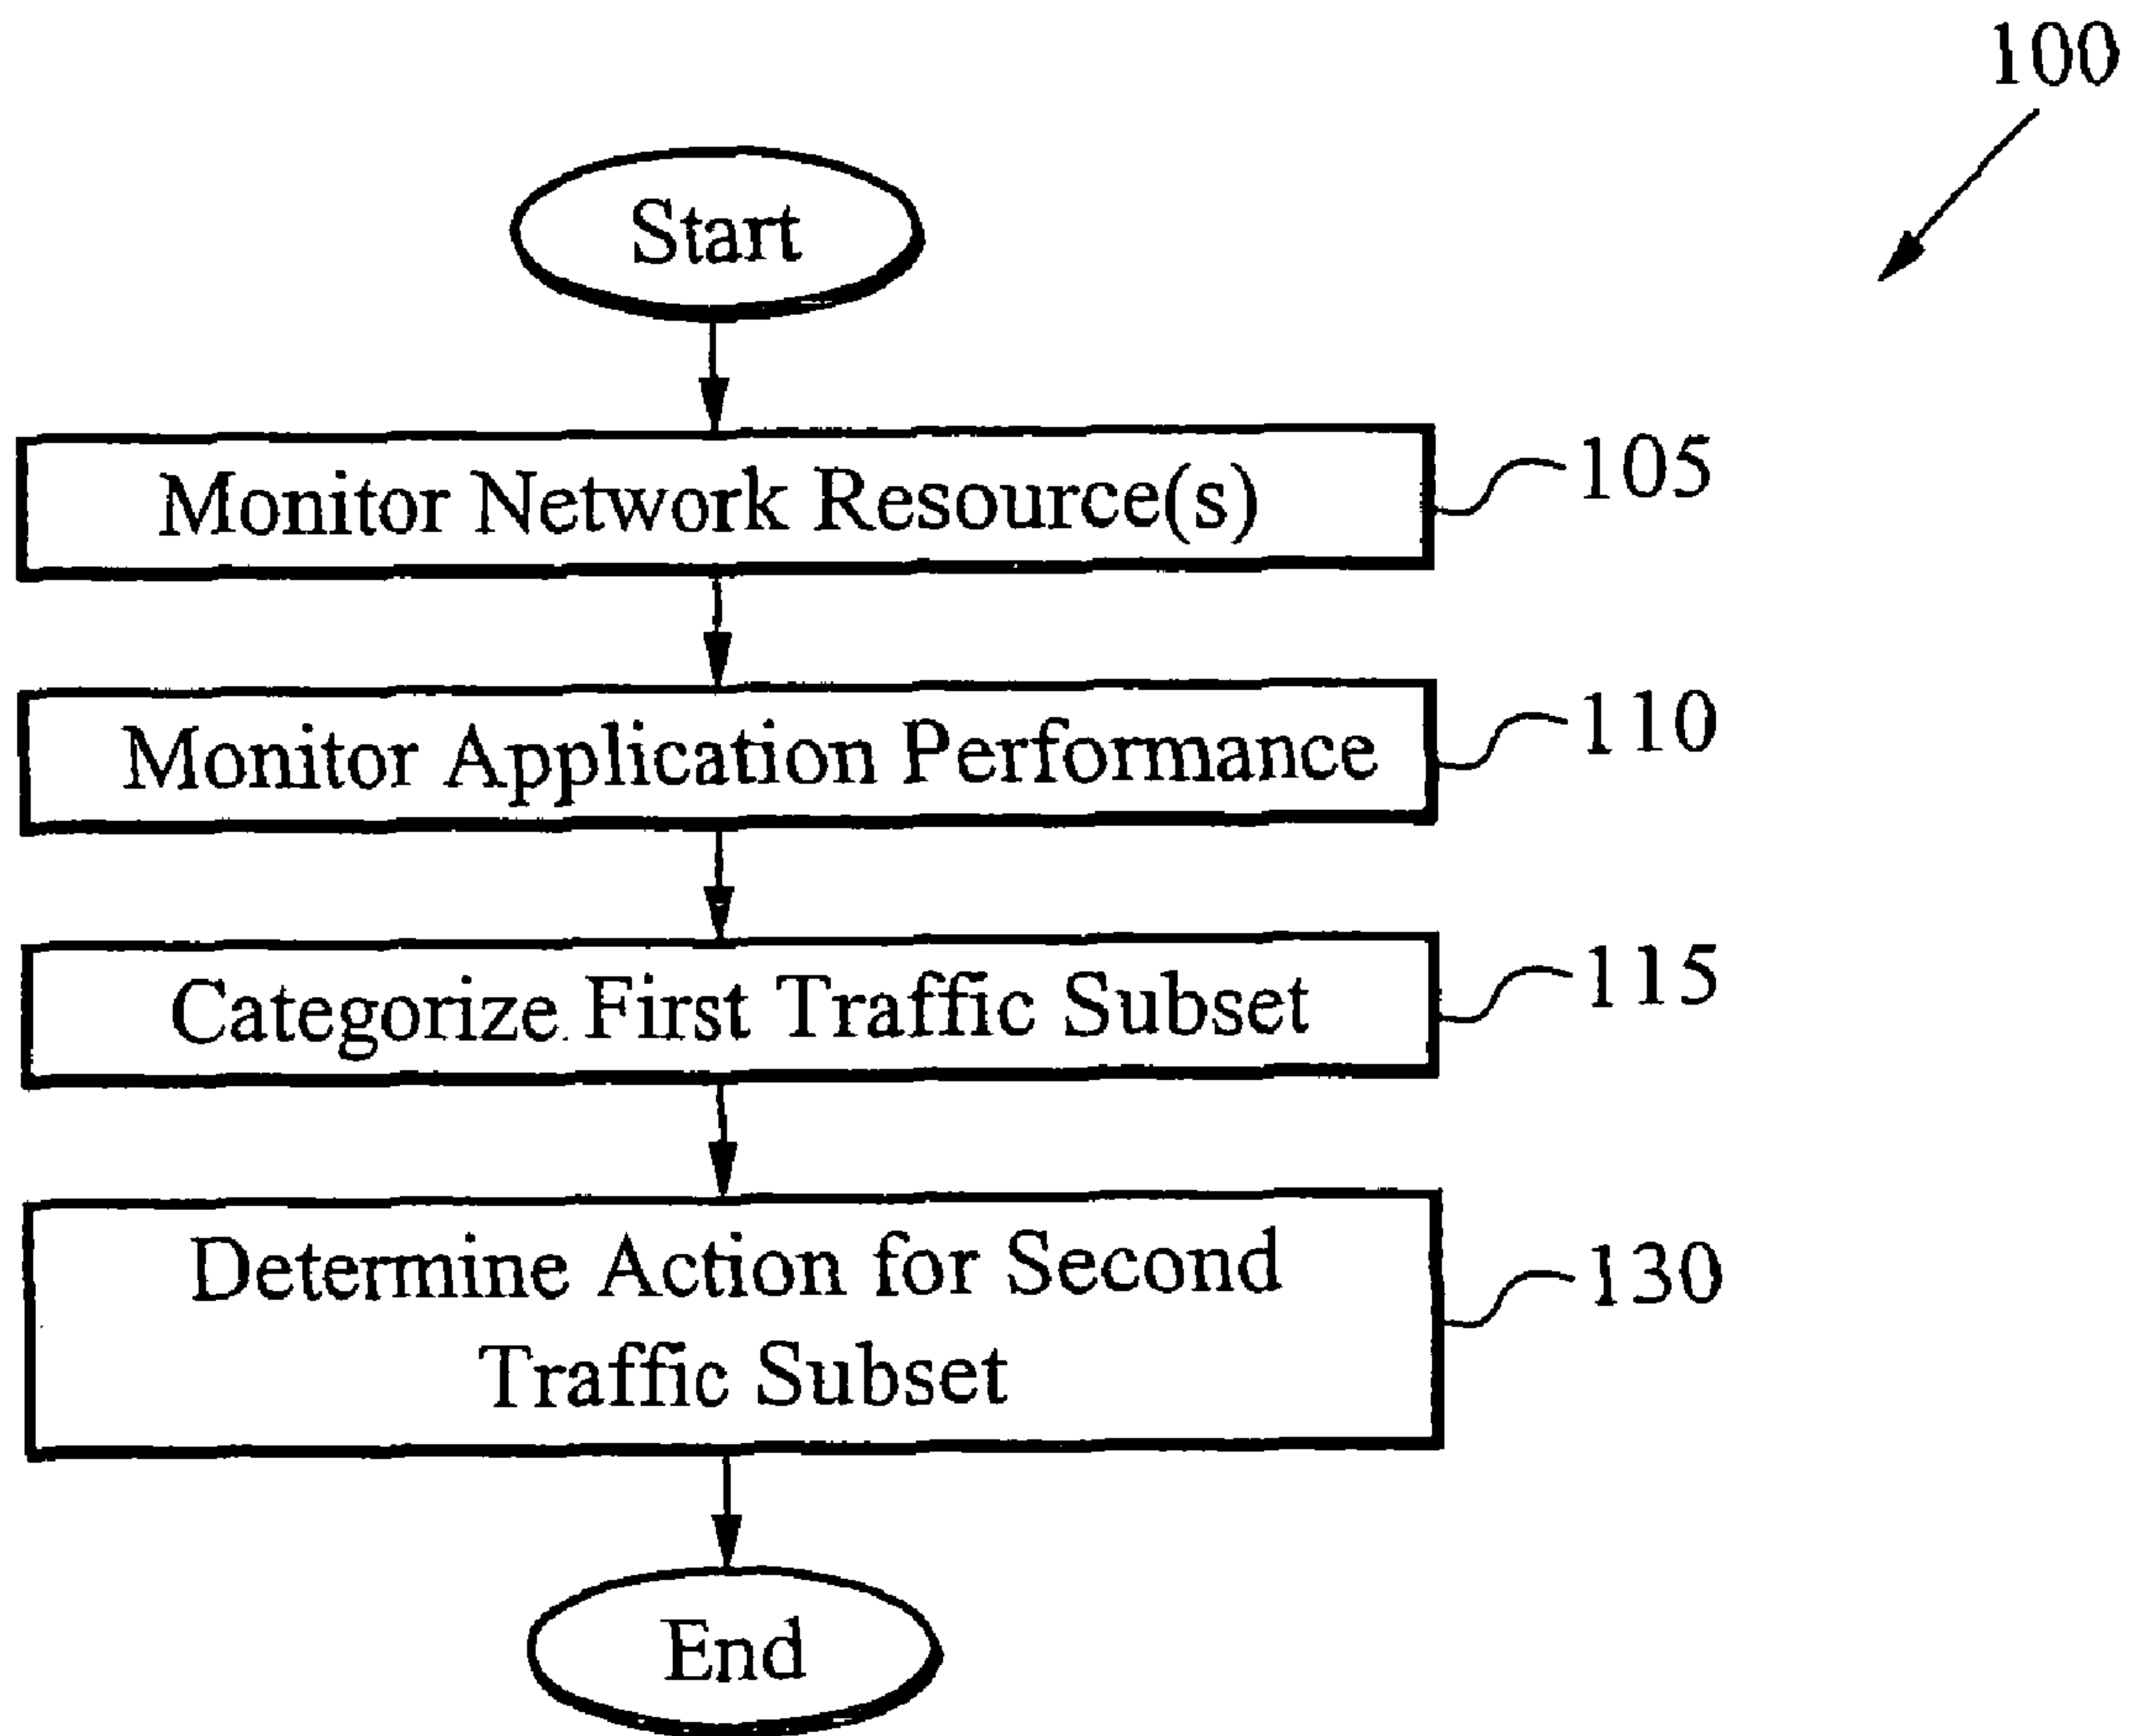 100
Start
Monitor Network Resource(s)
105
Monitor Application Performance
110
Categorize First Traffic Subset
115
Determine Action for Second
Traffic Subset
130
End